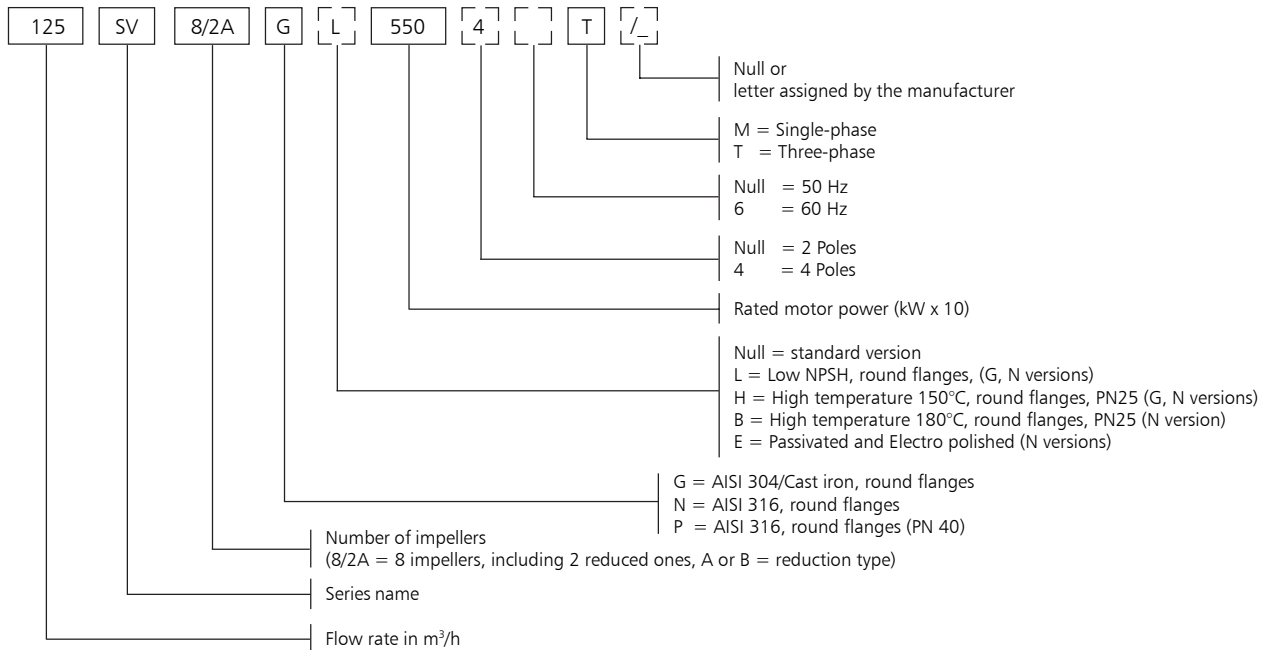 125 SV 8/2A G L 550 4 T /_
Null or
letter assigned by the manufacturer
M = Single-phase
T = Three-phase
Null = 50 Hz
6 = 60 Hz
Null = 2 Poles
4 = 4 Poles
Rated motor power (kW x 10)
Null = standard version
L = Low NPSH, round flanges, (G, N versions)
H = High temperature 150°C, round flanges, PN25 (G, N versions)
B = High temperature 180°C, round flanges, PN25 (N version)
E = Passivated and Electro polished (N versions)
G = AISI 304/Cast iron, round flanges
N = AISI 316, round flanges
P = AISI 316, round flanges (PN 40)
Number of impellers
(8/2A = 8 impellers, including 2 reduced ones, A or B = reduction type)
Series name
Flow rate in m³/h